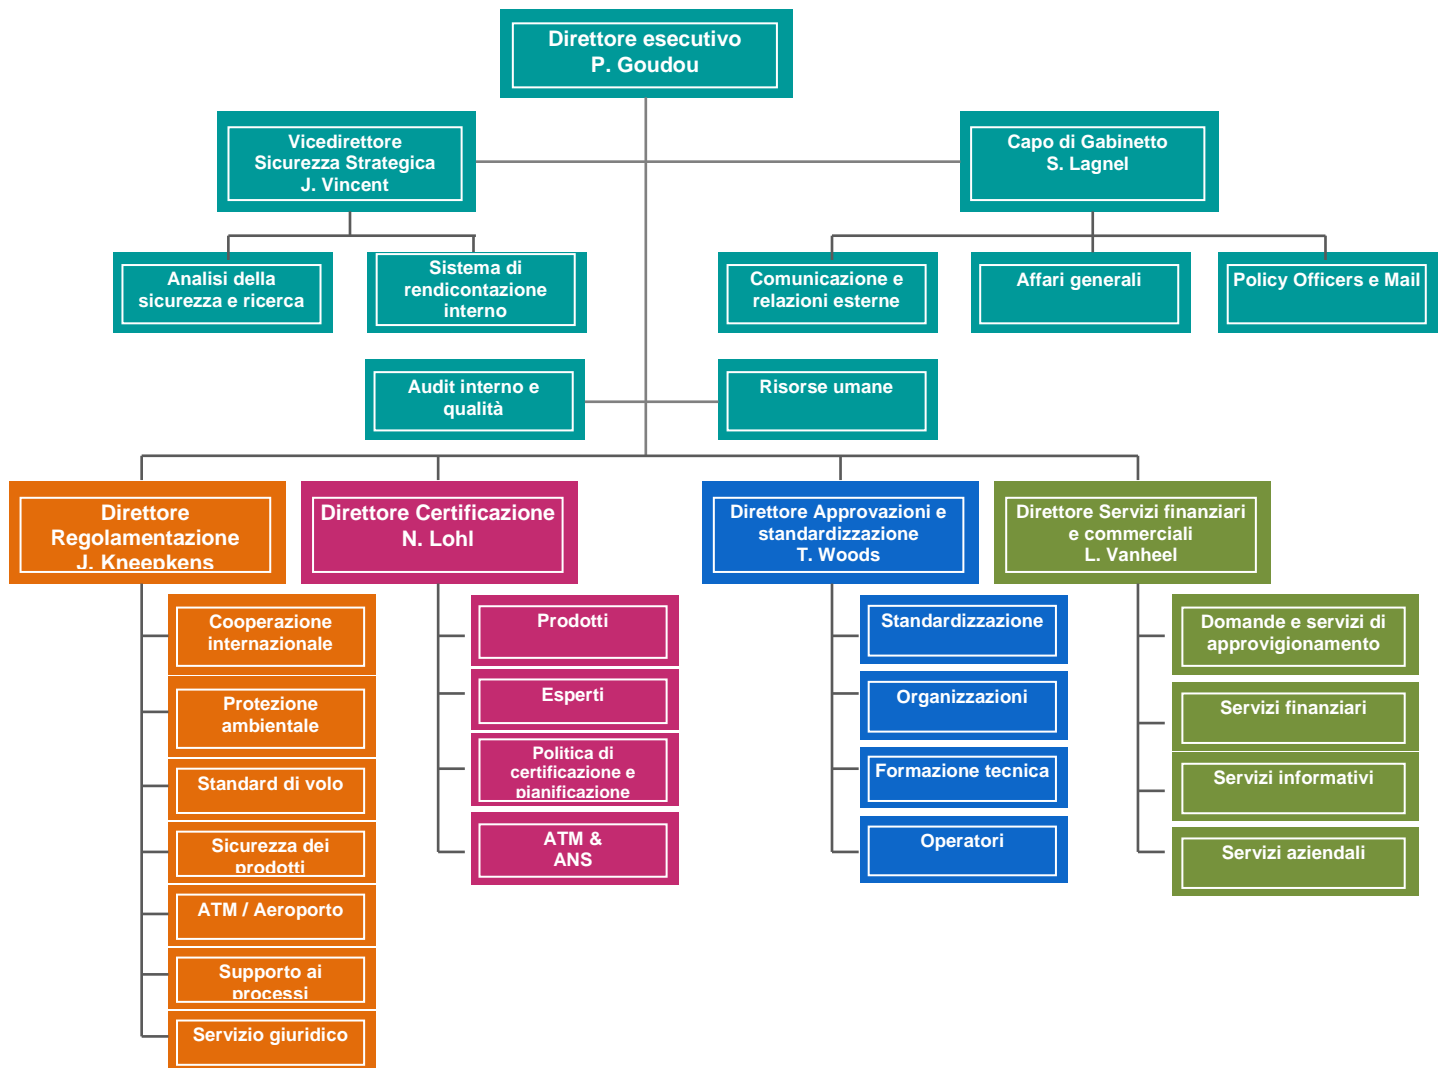 Direttore esecutivo
P. Goudou
Vicedirettore
Sicurezza Strategica
J. Vincent
Capo di Gabinetto
S. Lagnel
Analisi della
sicurezza e ricerca
Sistema di
rendicontazione
interno
Comunicazione e
relazioni esterne
Affari generali
Policy Officers e Mail
Audit interno e
qualità
Risorse umane
Direttore
Regolamentazione
J. Kneepkens
Direttore Certificazione
N. Lohl
Direttore Approvazioni e
standardizzazione
T. Woods
Direttore Servizi finanziari
e commerciali
L. Vanheel
Cooperazione
internazionale
Protezione
ambientale
Standard di volo
Sicurezza dei
prodotti
ATM / Aeroporto
Supporto ai
processi
Servizio giuridico
Prodotti
Esperti
Politica di
certificazione e
pianificazione
ATM &
ANS
Standardizzazione
Organizzazioni
Formazione tecnica
Operatori
Domande e servizi di
approvigionamento
Servizi finanziari
Servizi informativi
Servizi aziendali